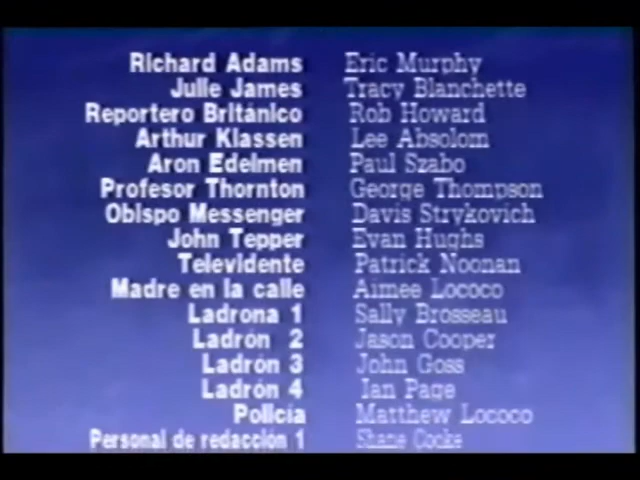 Richard Adams Eric Murphy
Julie James Tracy Blanchette
Reportero Británico Rob Howard
Arthur Klassen Lee Absolom
Aron Edelmen Paul Szabo
Profesor Thornton George Thompson
Obispo Messenger Davis Strykovich
John Tepper Evan Hughs
Televidente Patrick Noonan
Madre en la calle Aimee Lococo
Ladrona 1 Sally Brosseau
Ladrón 2 Jason Cooper
Ladrón 3 John Goss
Ladrón 4 Ian Page
Policía Matthew Lococo
Personal de redacción 1 Shane Cooke